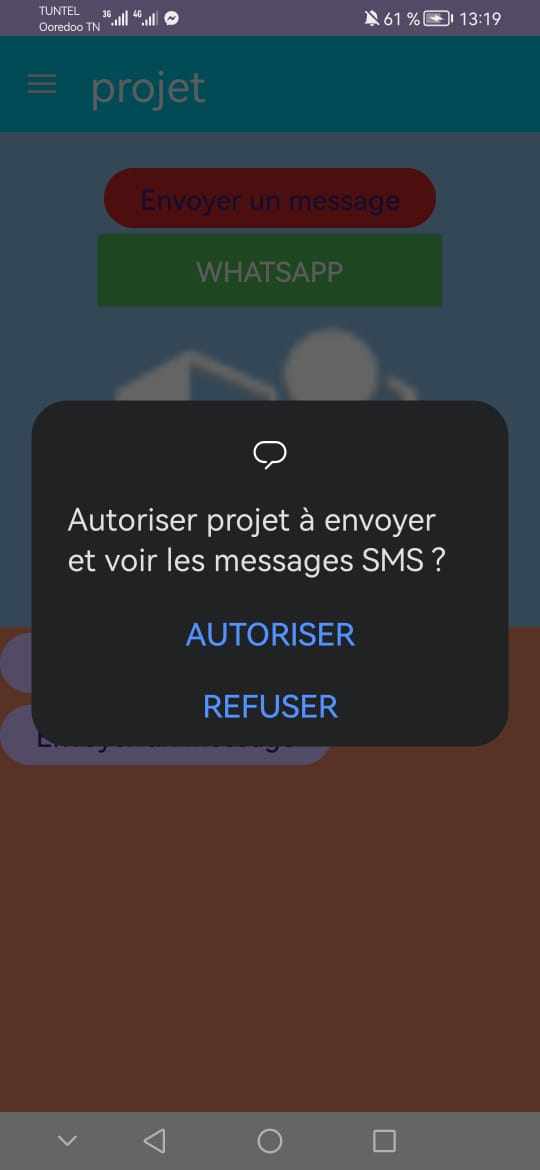 TUNTEL
Ooredoo TN
3G 4G 61 % 13:19
projet
Envoyer un message
WHATSAPP
Autoriser projet à envoyer
et voir les messages SMS ?
AUTORISER
REFUSER
Envoyer un message